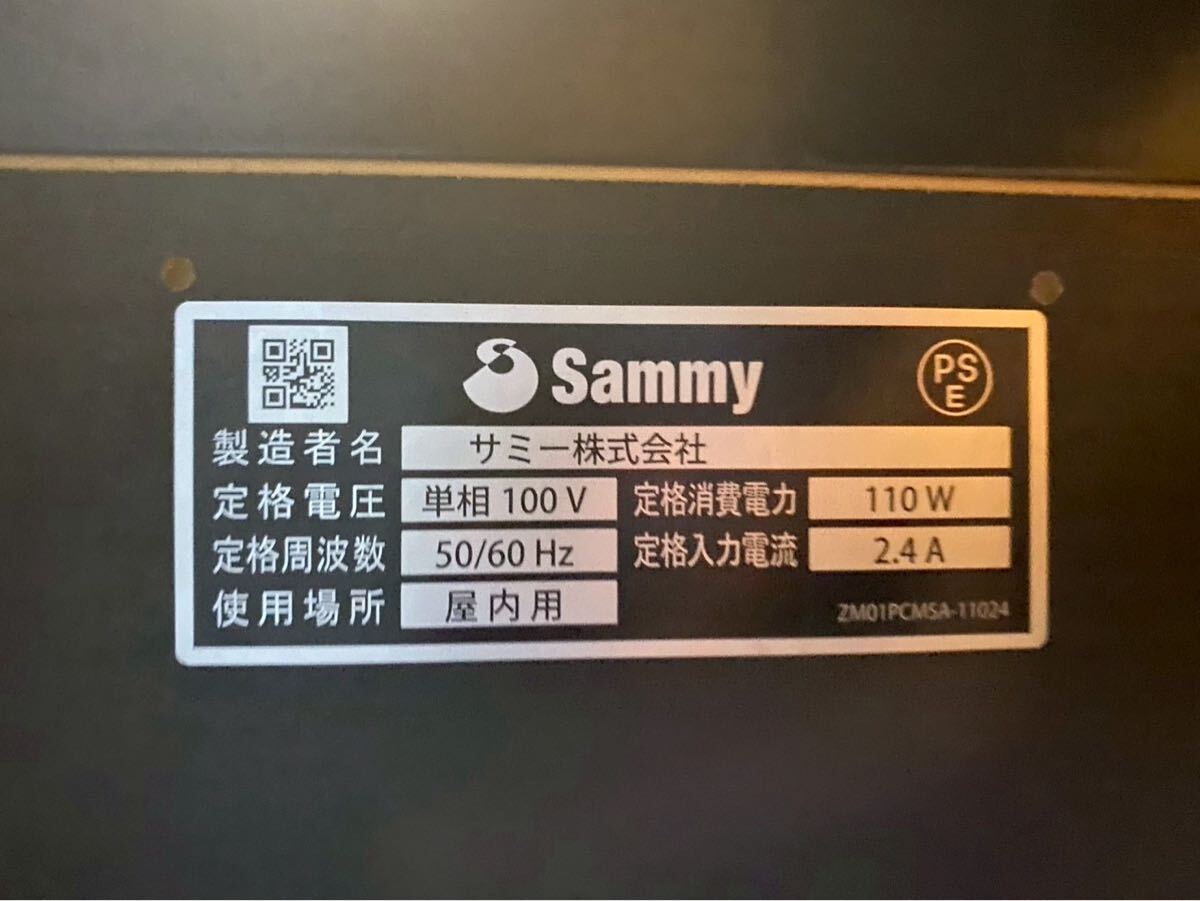 Sammy
PS
E
製造者名 サミー株式会社
定格電圧 単相 100 V 定格消費電力 110 W
定格周波数 50/60 Hz 定格入力電流 2.4 A
使用場所 屋内用
ZM01PCMSA-11024